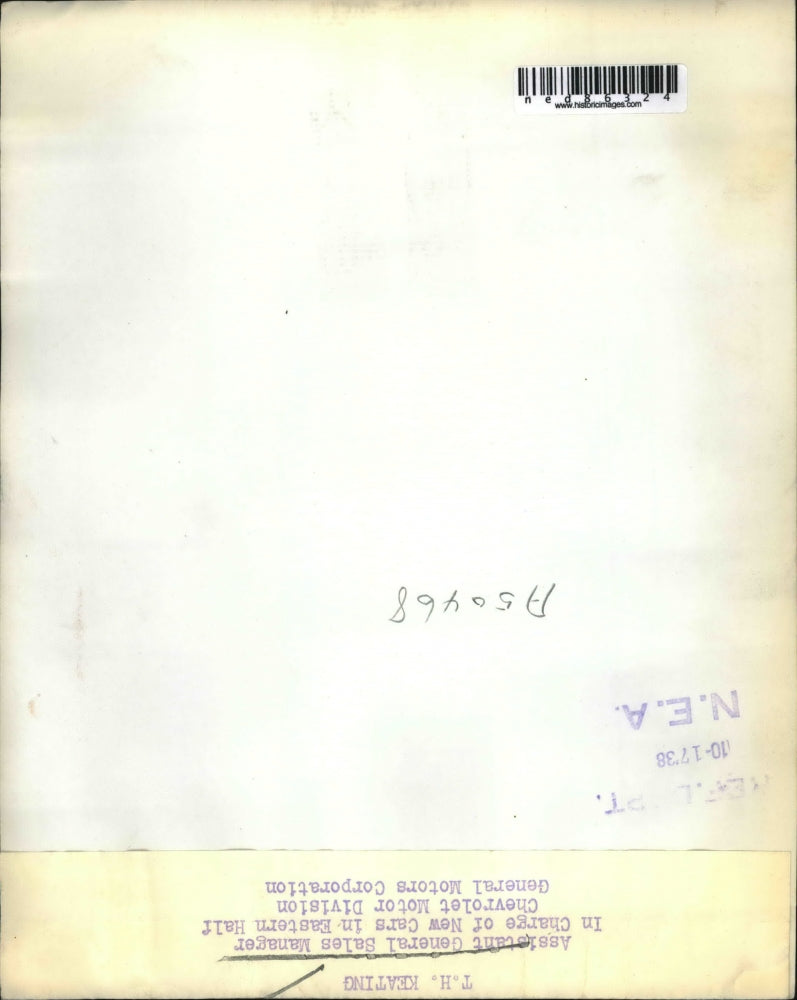 ned86324
www.historicimages.com
A50468
N.E.A.
10-17'38
T.H. KEATING
Assistant General Sales Manager
In Charge of New Cars in Eastern Half
Chevrolet Motor Division
General Motors Corporation